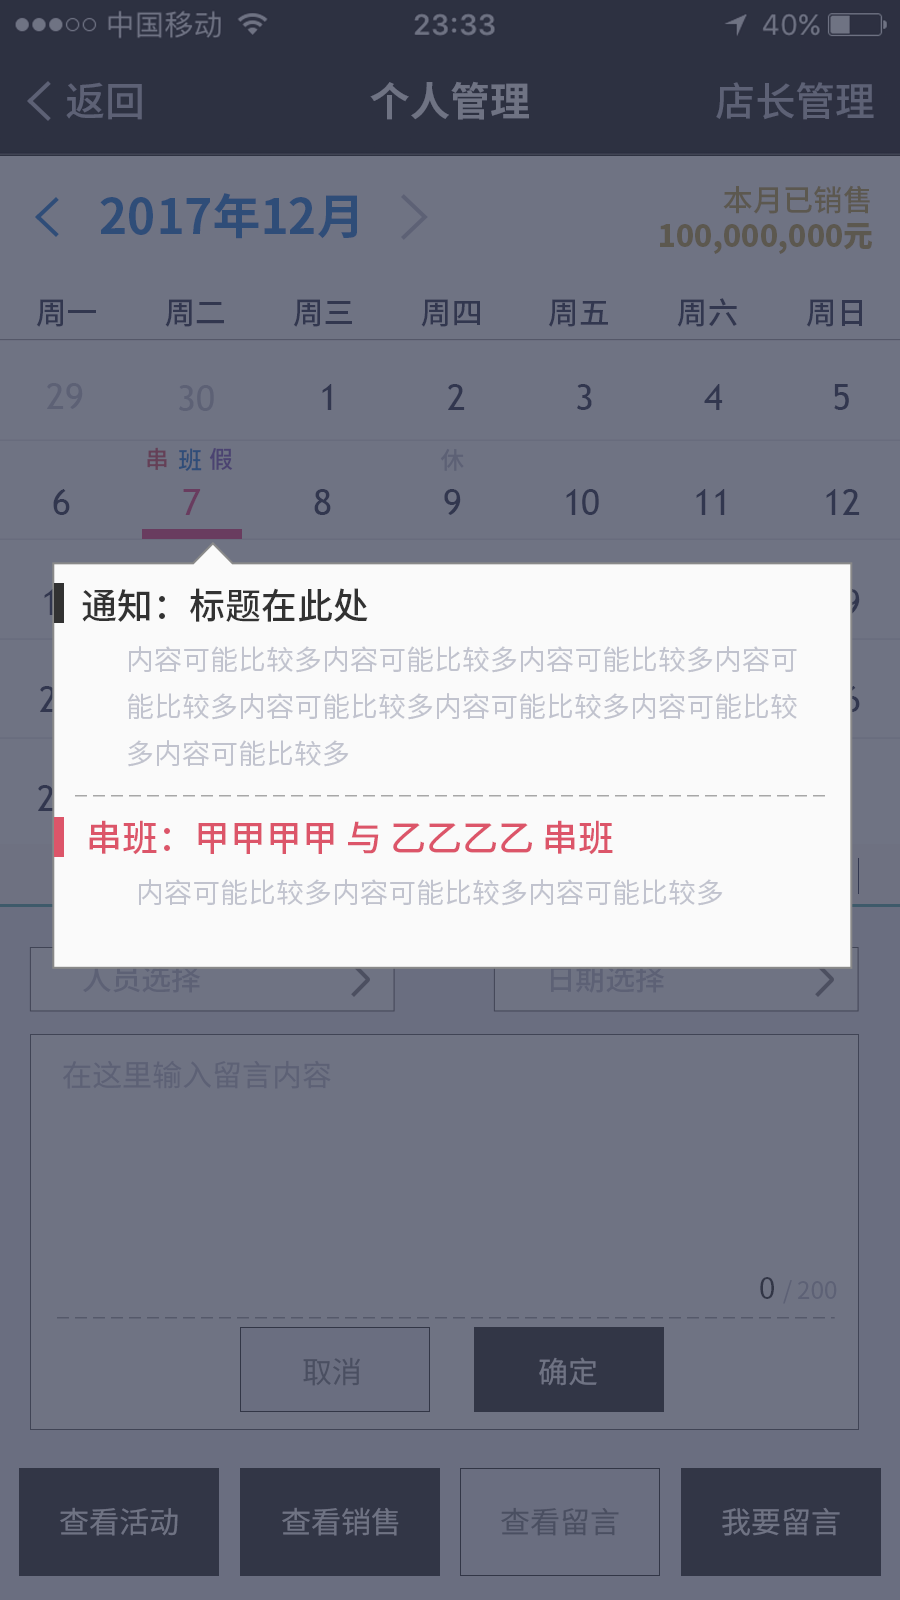 中国移动 23:33 40%
返回 个人管理 店长管理
2017年12月
本月已销售
100,000,000元
周一 周二 周三 周四 周五 周六 周日
29 30 1 2 3 4 5
串 班 假 休
6 7 8 9 10 11 12
通知：标题在此处
内容可能比较多内容可能比较多内容可能比较多内容可
能比较多内容可能比较多内容可能比较多内容可能比较
多内容可能比较多
串班：甲甲甲甲 与 乙乙乙乙 串班
内容可能比较多内容可能比较多内容可能比较多
人员选择 日期选择
在这里输入留言内容
0 / 200
取消 确定
查看活动 查看销售 查看留言 我要留言